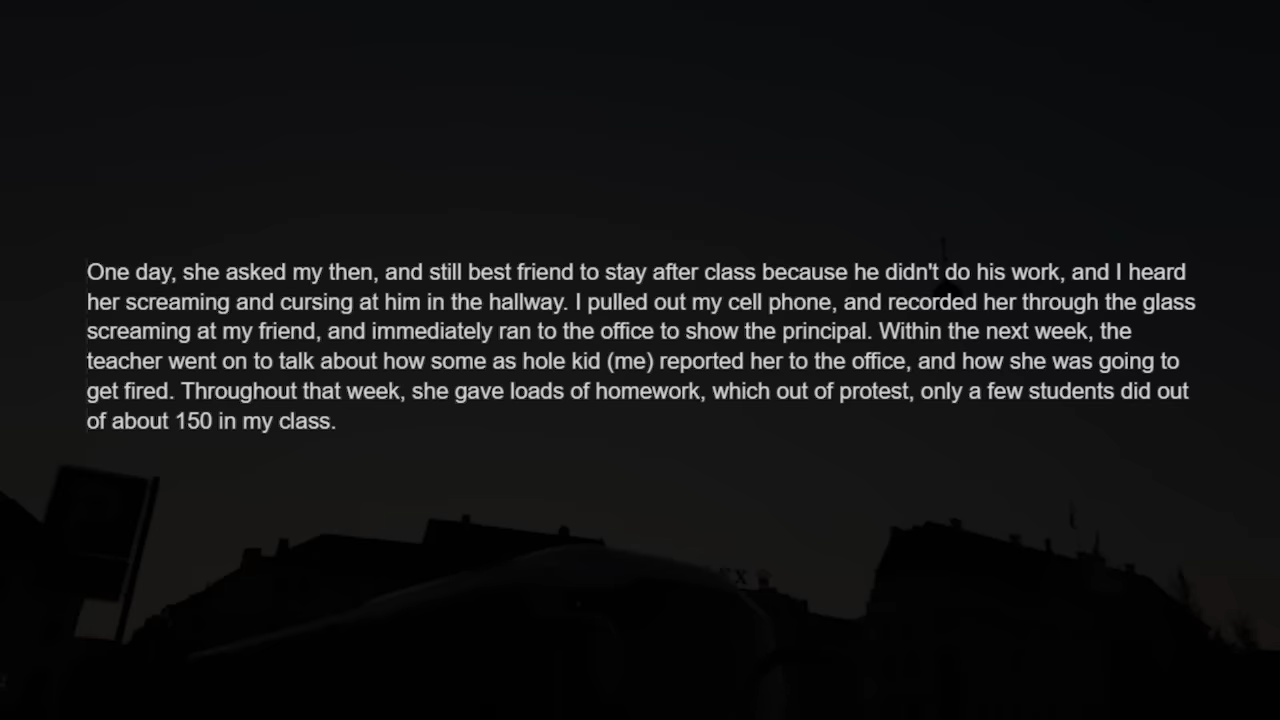 One day, she asked my then, and still best friend to stay after class because he didn't do his work, and I heard
her screaming and cursing at him in the hallway. I pulled out my cell phone, and recorded her through the glass
screaming at my friend, and immediately ran to the office to show the principal. Within the next week, the
teacher went on to talk about how some as hole kid (me) reported her to the office, and how she was going to
get fired. Throughout that week, she gave loads of homework, which out of protest, only a few students did out
of about 150 in my class.